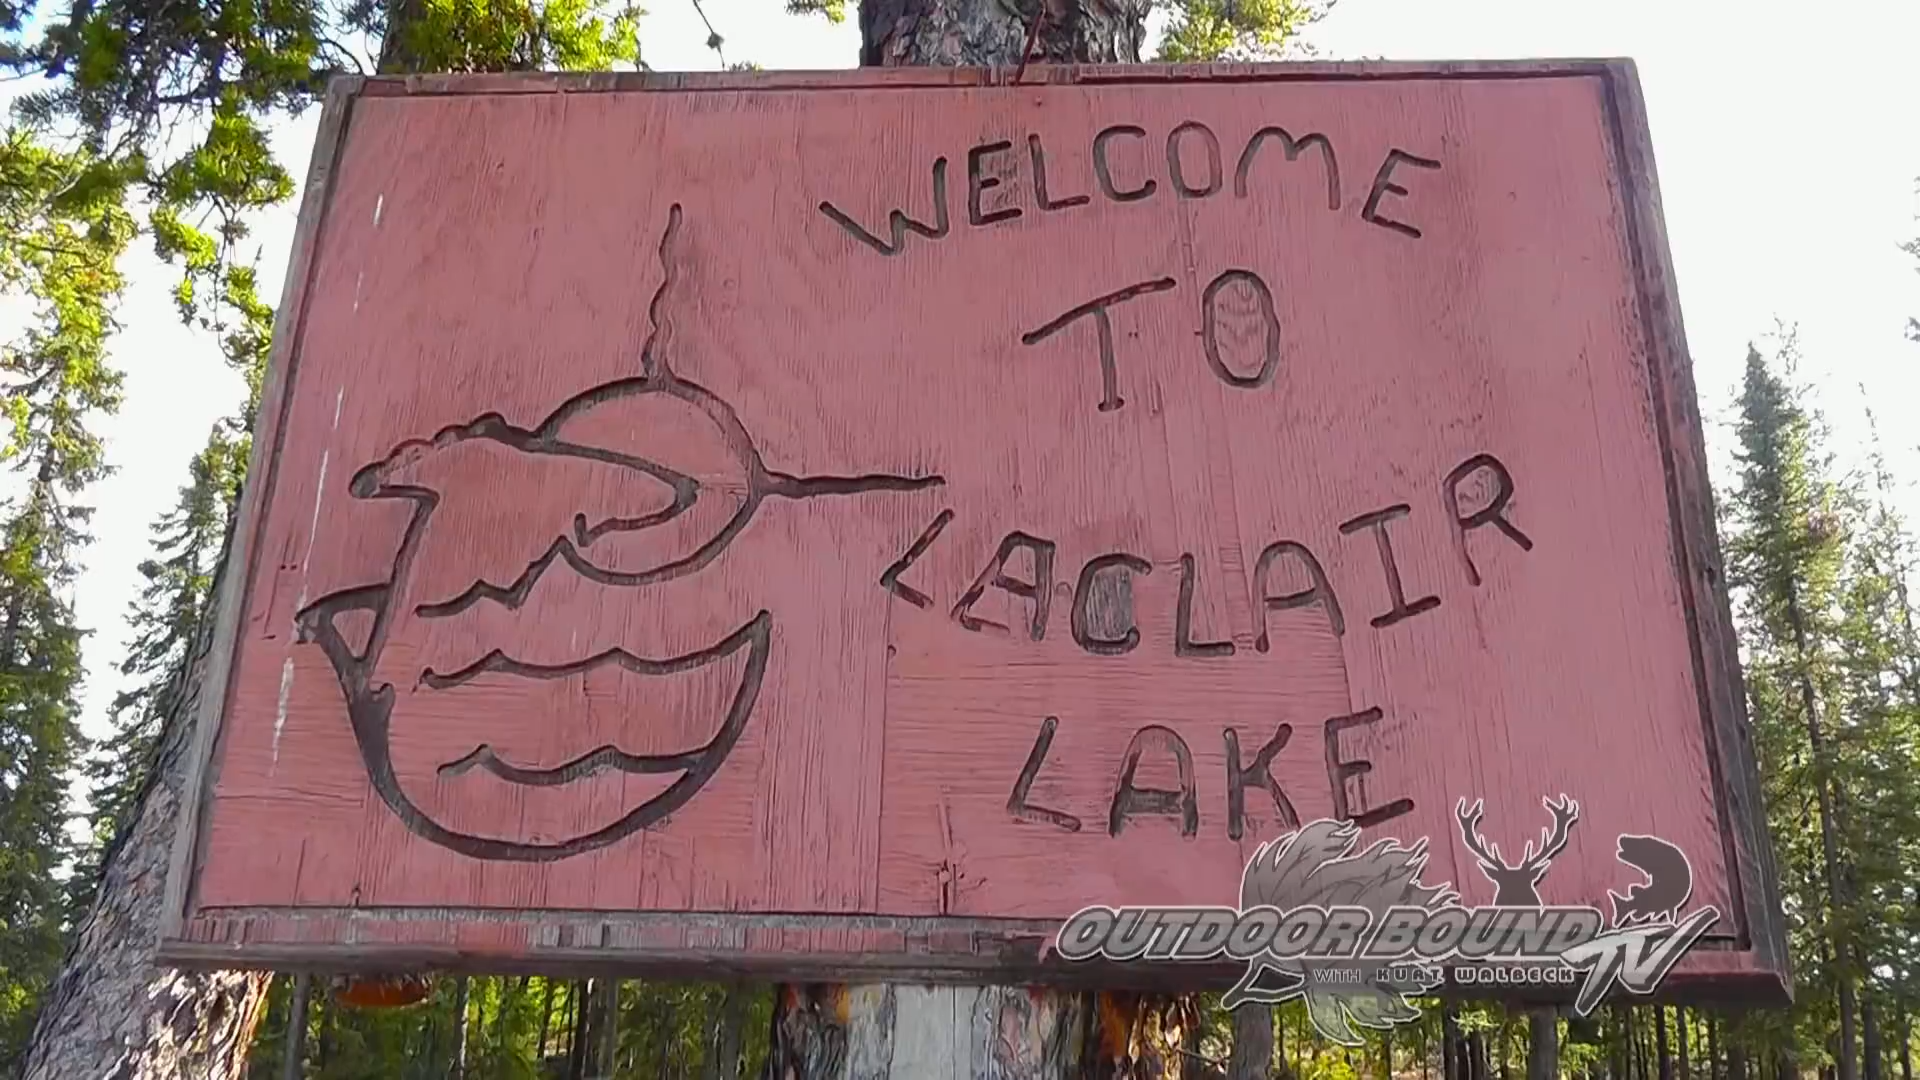 WELCOME
TO
LACLAIR
LAKE
OUTDOOR BOUND TV
WITH KURT WALBECK